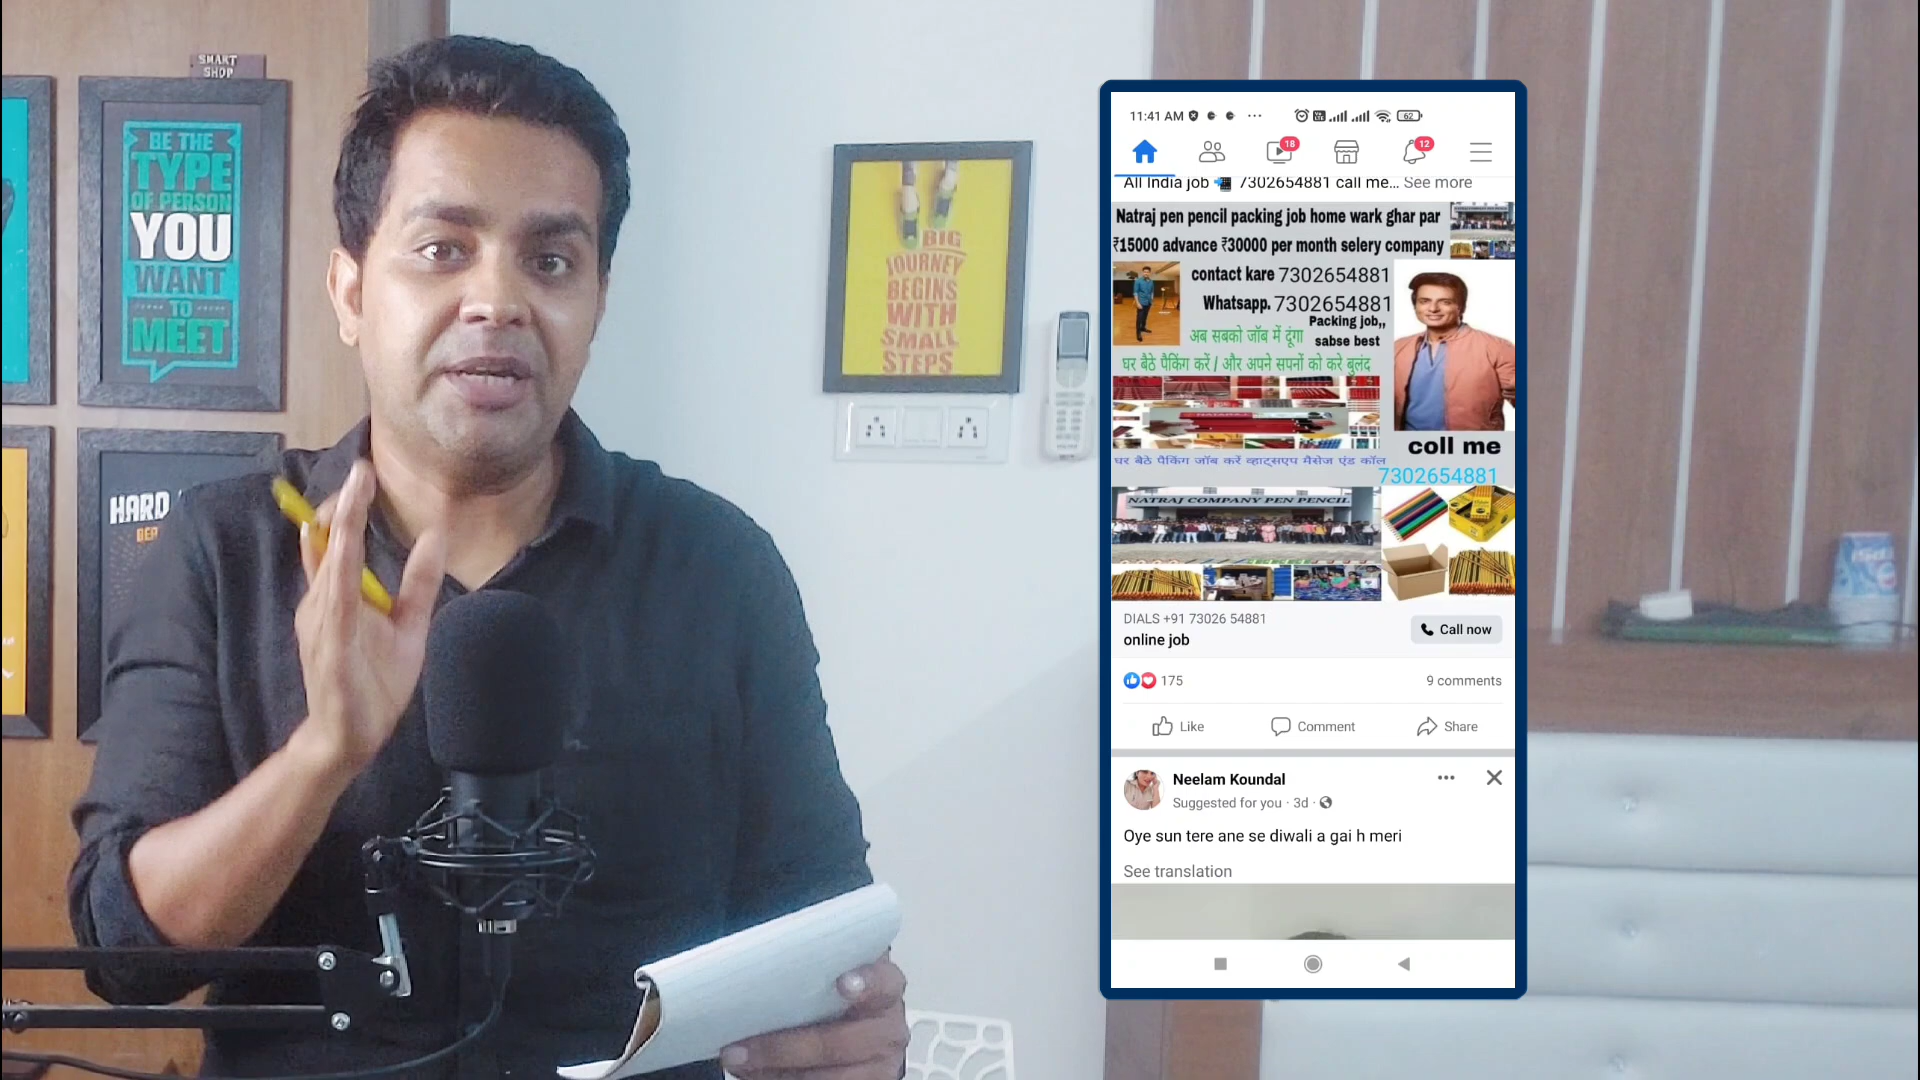 SMART
SHOP
BE THE
TYPE
OF PERSON
YOU
WANT
TO
MEET
HARD
BIG
JOURNEY
BEGINS
WITH
SMALL
STEPS
11:41 AM
62
18
12
All India job 7302654881 call me... See more
Natraj pen pencil packing job home wark ghar par
₹15000 advance ₹30000 per month selery company
contact kare 7302654881
Whatsapp. 7302654881
Packing job,,
sabse best
अब सबको जॉब में दूंगा
घर बैठे पैकिंग करें / और अपने सपनों को करे बुलंद
घर बैठे पैकिंग जॉब करें व्हाट्सएप मैसेज एंड कॉल
coll me
7302654881
NATRAJ COMPANY PEN PENCIL
DIALS +91 73026 54881
online job
Call now
175
9 comments
Like
Comment
Share
Neelam Koundal
Suggested for you · 3d ·
Oye sun tere ane se diwali a gai h meri
See translation